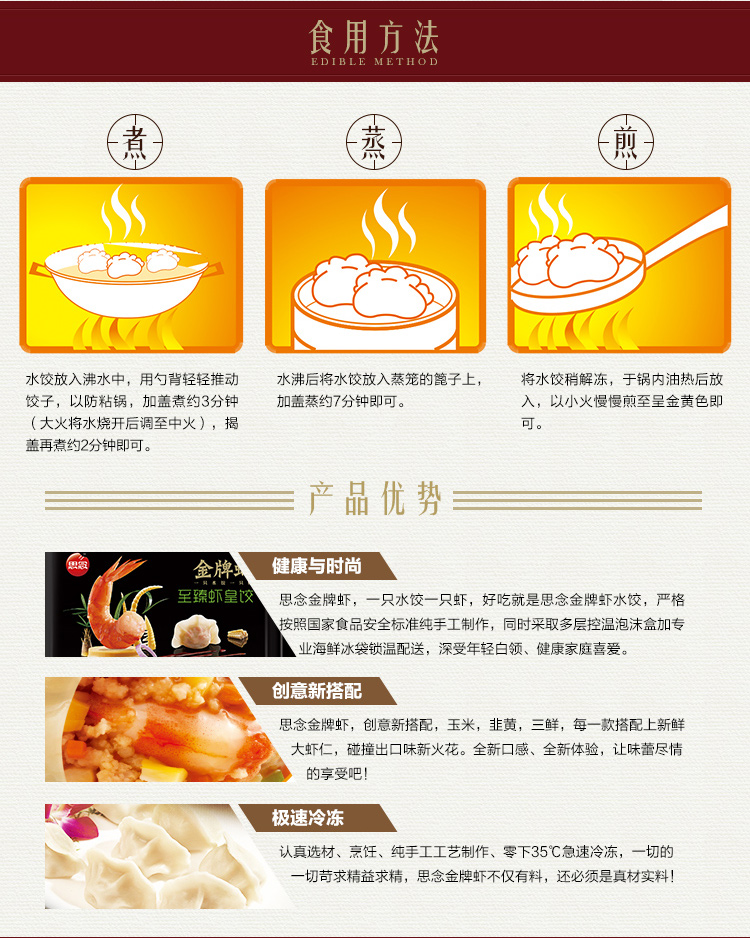 食用方法
EDIBLE METHOD
煮
蒸
煎
水饺放入沸水中，用勺背轻轻推动
饺子，以防粘锅，加盖煮约3分钟
（大火将水烧开后调至中火），揭
盖再煮约2分钟即可。
水沸后将水饺放入蒸笼的篦子上，
加盖蒸约7分钟即可。
将水饺稍解冻，于锅内油热后放
入，以小火慢慢煎至呈金黄色即
可。
产品优势
思念
金牌虾
至臻虾皇饺
健康与时尚
思念金牌虾，一只水饺一只虾，好吃就是思念金牌虾水饺，严格
按照国家食品安全标准纯手工制作，同时采取多层控温泡沫盒加专
业海鲜冰袋锁温配送，深受年轻白领、健康家庭喜爱。
创意新搭配
思念金牌虾，创意新搭配，玉米，韭黄，三鲜，每一款搭配上新鲜
大虾仁，碰撞出口味新火花。全新口感、全新体验，让味蕾尽情
的享受吧！
极速冷冻
认真选材、烹饪、纯手工工艺制作、零下35℃急速冷冻，一切的
一切苛求精益求精，思念金牌虾不仅有料，还必须是真材实料！